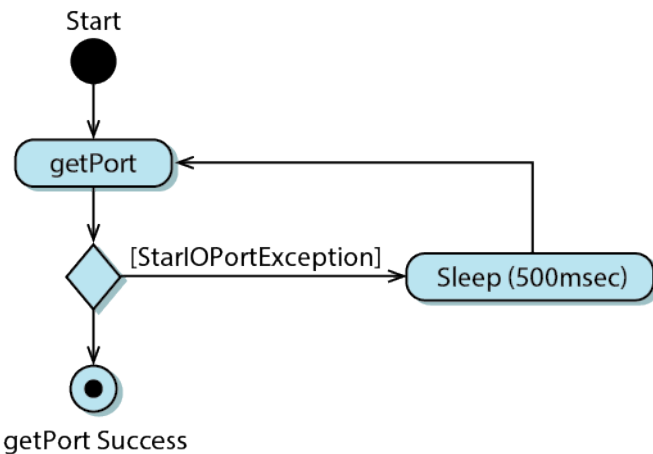 Start
getPort
[StarIOPortException]
Sleep (500msec)
getPort Success